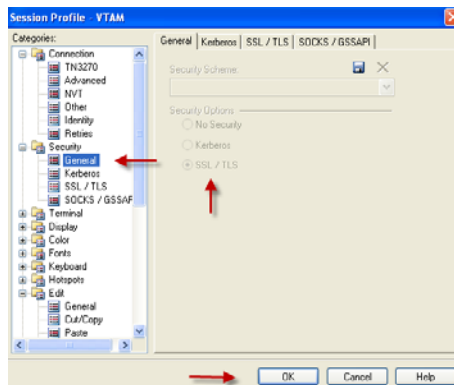 Session Profile - VTAM
Categories:
Connection
TN3270
Advanced
NVT
Other
Identity
Retries
Security
General
Kerberos
SSL / TLS
SOCKS / GSSAP
Terminal
Display
Color
Fonts
Keyboard
Hotspots
Edit
General
Cut/Copy
Paste
General Kerberos SSL / TLS SOCKS / GSSAPI
Security Scheme:
Security Options
No Security
Kerberos
SSL / TLS
OK Cancel Help